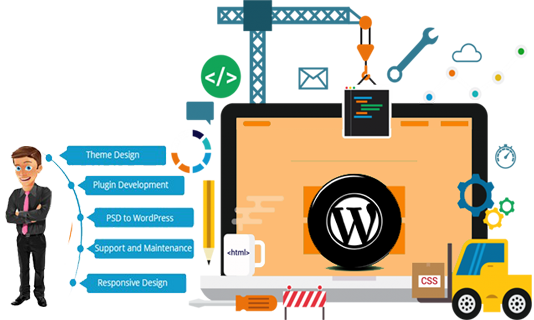 </>
Theme Design
Plugin Development
PSD to WordPress
Support and Maintenance
Responsive Design
<html>
W
CSS